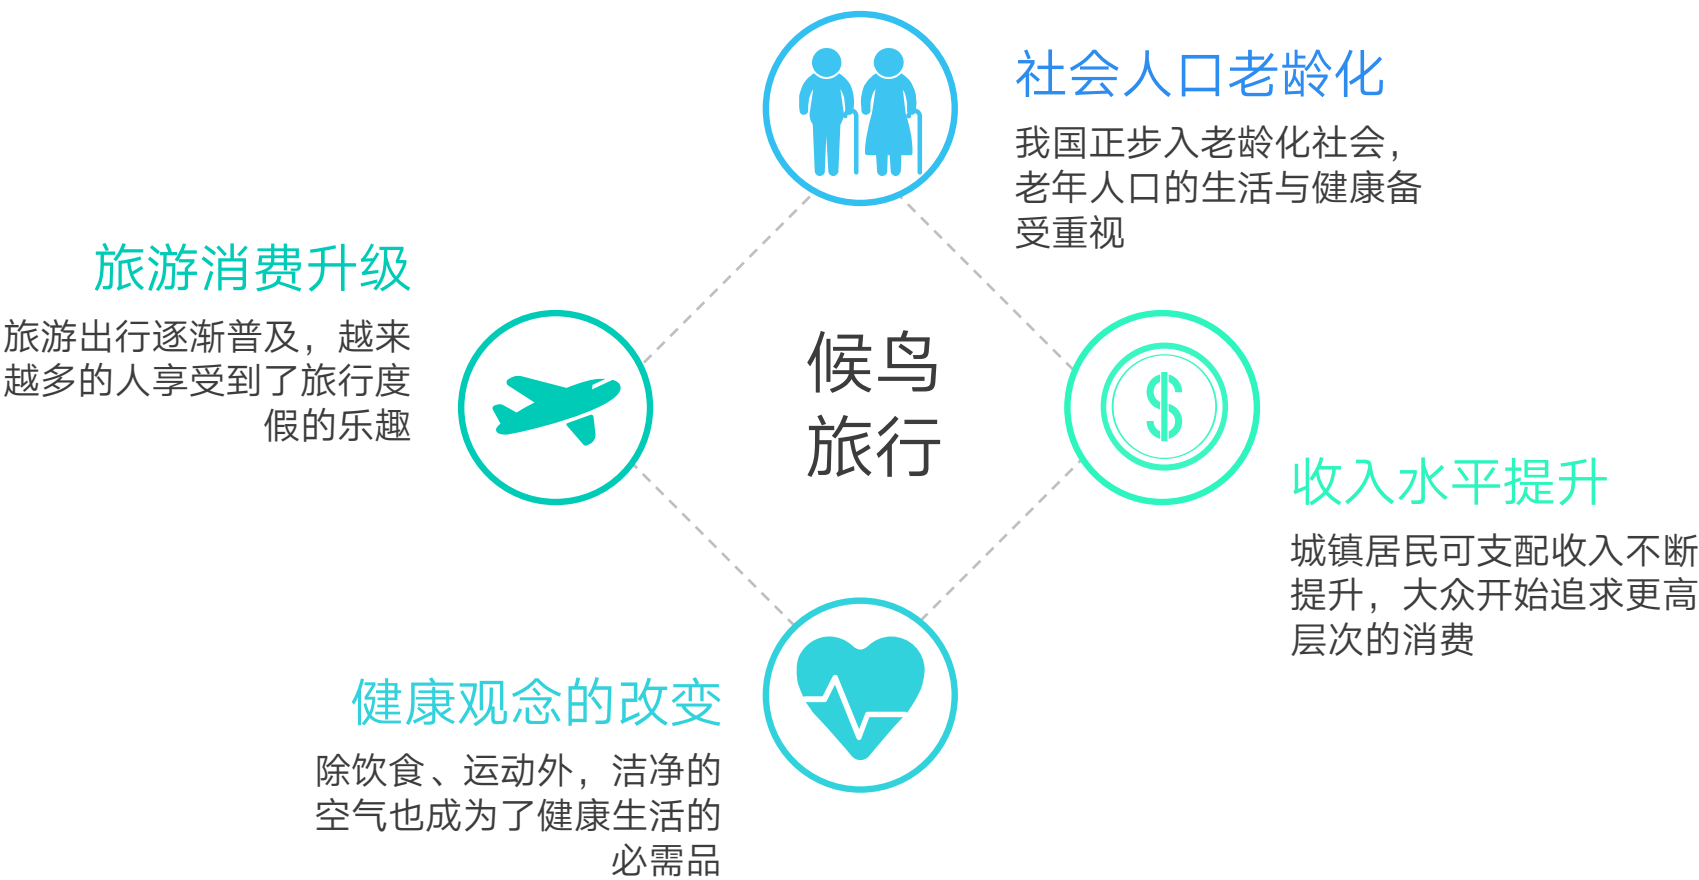 社会人口老龄化
我国正步入老龄化社会，
老年人口的生活与健康备
受重视
旅游消费升级
旅游出行逐渐普及，越来
越多的人享受到了旅行度
假的乐趣
候鸟
旅行
$
收入水平提升
城镇居民可支配收入不断
提升，大众开始追求更高
层次的消费
健康观念的改变
除饮食、运动外，洁净的
空气也成为了健康生活的
必需品